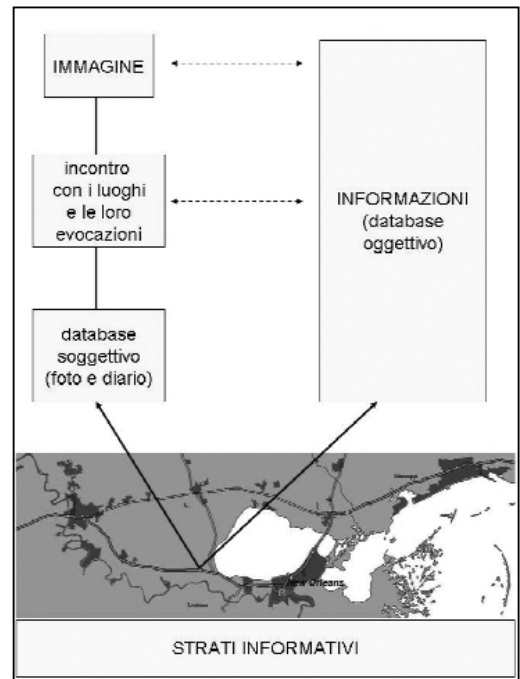 IMMAGINE
incontro
con i luoghi
e le loro
evocazioni
database
soggettivo
(foto e diario)
INFORMAZIONI
(database
oggettivo)
New Orleans
STRATI INFORMATIVI